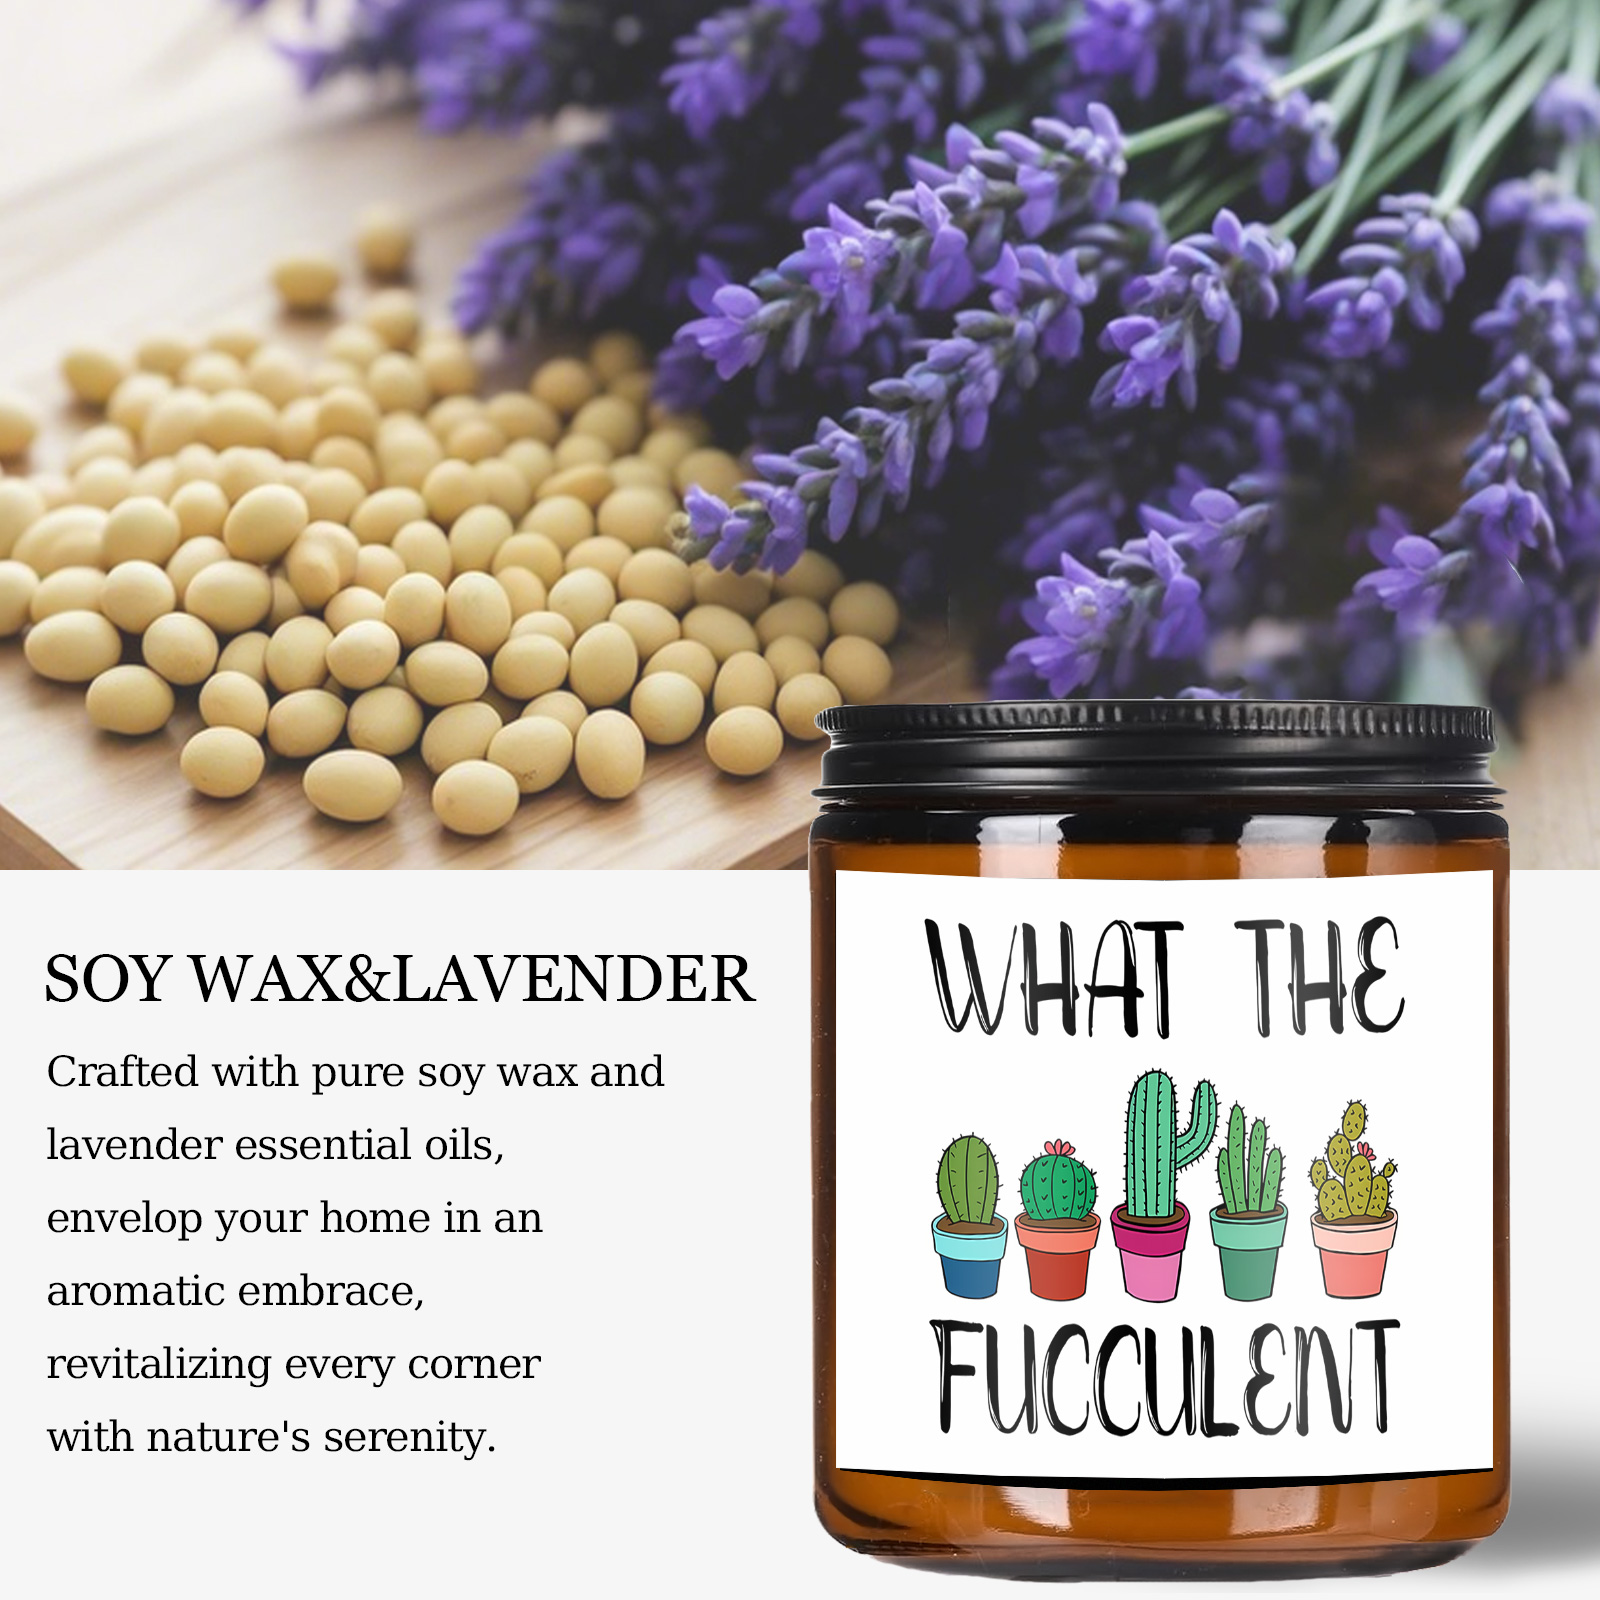 SOY WAX&LAVENDER
Crafted with pure soy wax and
lavender essential oils,
envelop your home in an
aromatic embrace,
revitalizing every corner
with nature's serenity.
WHAT THE
FUCCULENT